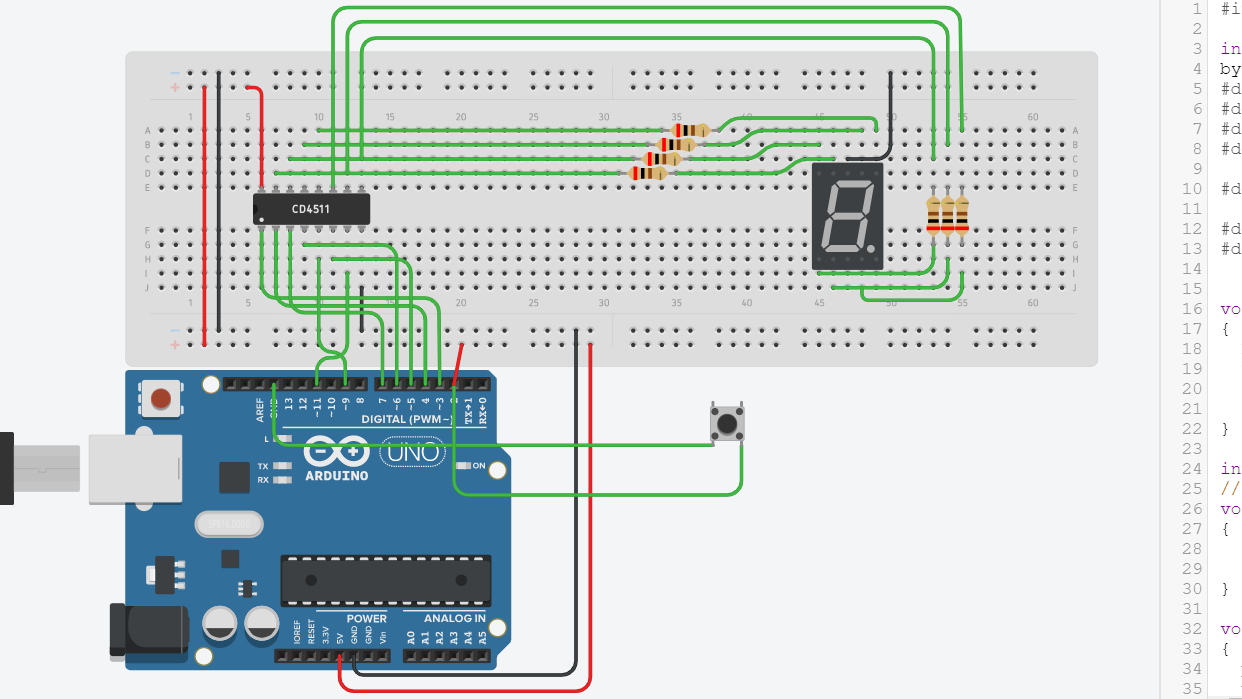 1 5 10 15 20 25 30 35 40 45 50 55 60
A A
B B
C C
D D
E E
CD4511
F F
G G
H H
I I
J J
1 5 10 15 20 25 30 35 40 45 50 55 60
AREF GND 13 12 ~11 ~10 ~9 8 7 ~6 ~5 4 ~3 2 TX→1 RX←0
DIGITAL (PWM~)
L
TX
RX
UNO
ON
ARDUINO
POWER ANALOG IN
IOREF RESET 3.3V 5V GND GND Vin A0 A1 A2 A3 A4 A5
1 #i
2
3 in
4 by
5 #d
6 #d
7 #d
8 #d
9
10 #d
11
12 #d
13 #d
14
15
16 vo
17 {
18
19
20
21
22 }
23
24 in
25 //
26 vo
27 {
28
29
30 }
31
32 vo
33 {
34
35